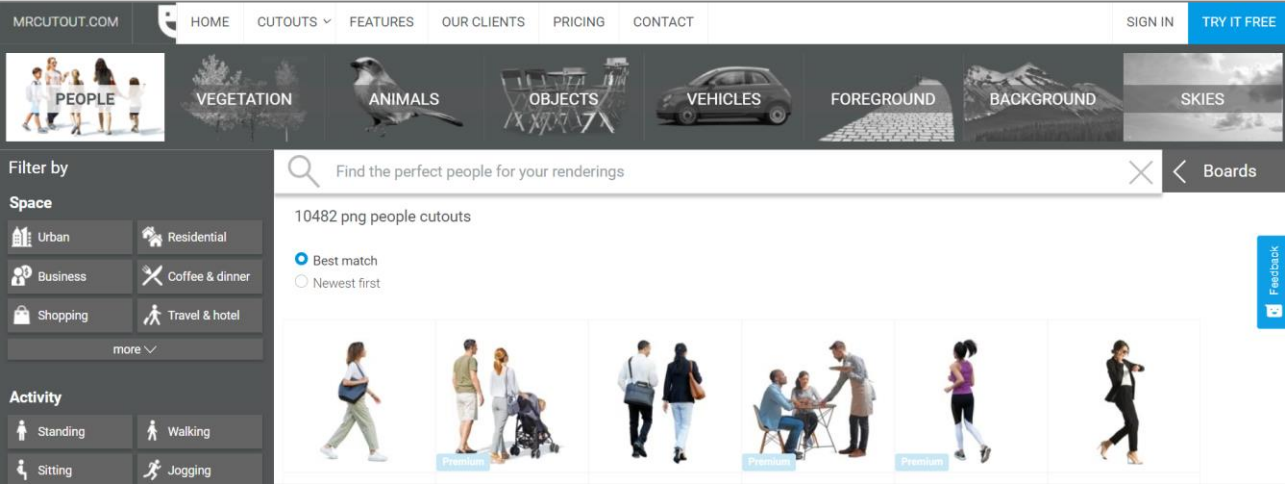 MRCUTOUT.COM
HOME
CUTOUTS
FEATURES
OUR CLIENTS
PRICING
CONTACT
SIGN IN
TRY IT FREE
PEOPLE
VEGETATION
ANIMALS
OBJECTS
VEHICLES
FOREGROUND
BACKGROUND
SKIES
Filter by
Find the perfect people for your renderings
Boards
Space
Urban
Residential
Business
Coffee & dinner
Shopping
Travel & hotel
more
Activity
Standing
Walking
Sitting
Jogging
10482 png people cutouts
Best match
Newest first
Premium
Premium
Premium
Feedback